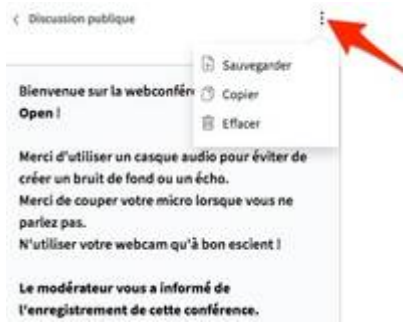 Discussion publique
Sauvegarder
Copier
Effacer
Bienvenue sur la webconfére
Open !
Merci d'utiliser un casque audio pour éviter de
créer un bruit de fond ou un écho.
Merci de couper votre micro lorsque vous ne
parlez pas.
N'utiliser votre webcam qu'à bon escient !
Le modérateur vous a informé de
l'enregistrement de cette conférence.